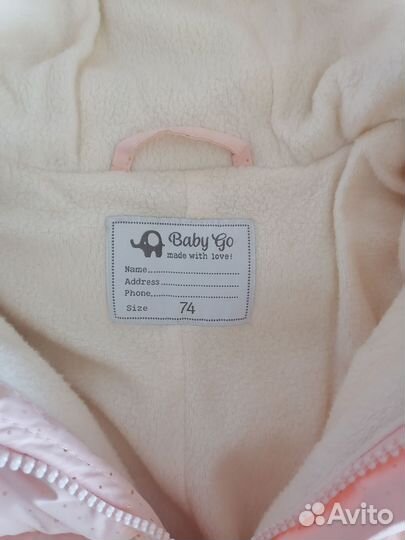 Baby Go
made with love!
Name
Address
Phone
Size 74
Avito